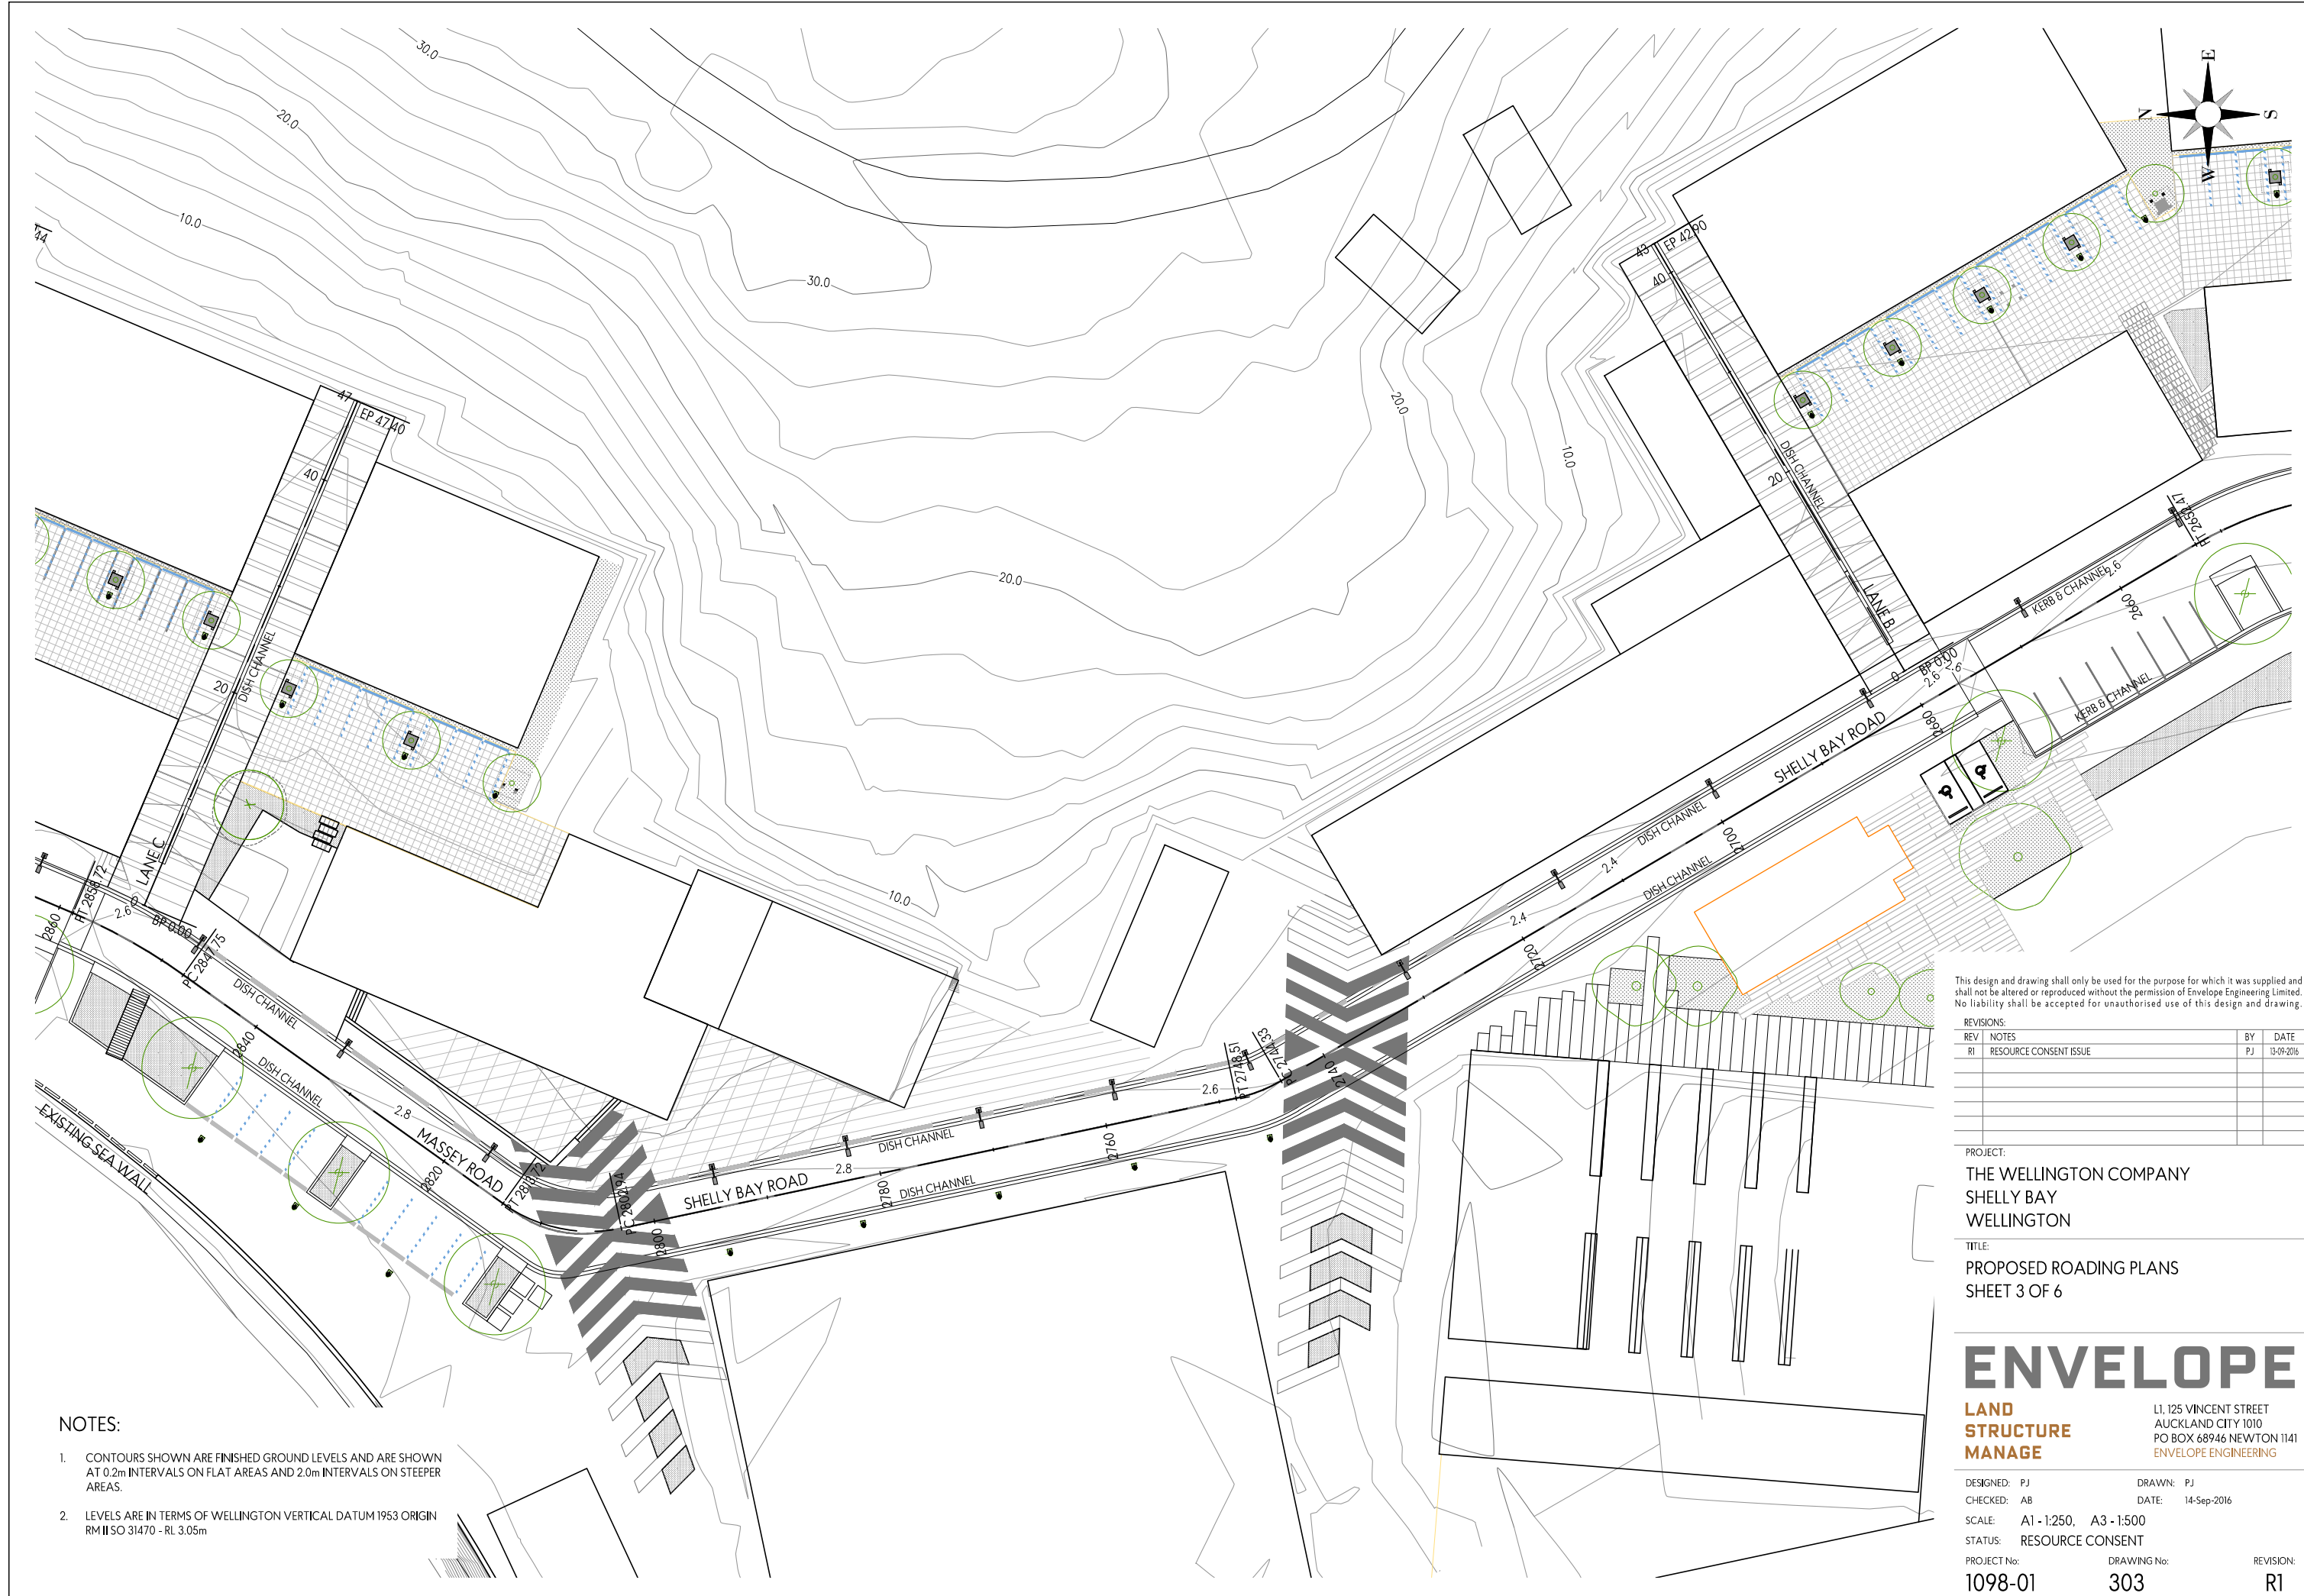 30.0
20.0
10.0
30.0
20.0
10.0
20.0
10.0
44
N
E
S
W
43
EP 42.90
40
DISH CHANNEL
20
LANE B
0
BP 0.00
2.6
2.6
KERB & CHANNEL
2.6
2660
RT 2652.47
KERB & CHANNEL
2680
SHELLY BAY ROAD
DISH CHANNEL
2700
2.4
DISH CHANNEL
2.4
2720
2740
PC 2744.33
PT 2748.51
2.6
2760
DISH CHANNEL
2.8
DISH CHANNEL
2780
SHELLY BAY ROAD
2800
PC 2802.94
PT 2813.72
MASSEY ROAD
2820
2.8
DISH CHANNEL
2840
DISH CHANNEL
PC 2847.75
BP 0.00
0
2.6
RT 2858.72
2860
LANE C
20
DISH CHANNEL
40
47
EP 47.40
EXISTING SEA WALL
NOTES:
1. CONTOURS SHOWN ARE FINISHED GROUND LEVELS AND ARE SHOWN
AT 0.2m INTERVALS ON FLAT AREAS AND 2.0m INTERVALS ON STEEPER
AREAS.
2. LEVELS ARE IN TERMS OF WELLINGTON VERTICAL DATUM 1953 ORIGIN
RM II SO 31470 - RL 3.05m
This design and drawing shall only be used for the purpose for which it was supplied and
shall not be altered or reproduced without the permission of Envelope Engineering Limited.
No liability shall be accepted for unauthorised use of this design and drawing.
REVISIONS:
REV NOTES BY DATE
R1 RESOURCE CONSENT ISSUE PJ 13-09-2016
PROJECT:
THE WELLINGTON COMPANY
SHELLY BAY
WELLINGTON
TITLE:
PROPOSED ROADING PLANS
SHEET 3 OF 6
ENVELOPE
LAND
STRUCTURE
MANAGE
L1, 125 VINCENT STREET
AUCKLAND CITY 1010
PO BOX 68946 NEWTON 1141
ENVELOPE ENGINEERING
DESIGNED: PJ DRAWN: PJ
CHECKED: AB DATE: 14-Sep-2016
SCALE: A1 - 1:250, A3 - 1:500
STATUS: RESOURCE CONSENT
PROJECT No: DRAWING No: REVISION:
1098-01 303 R1